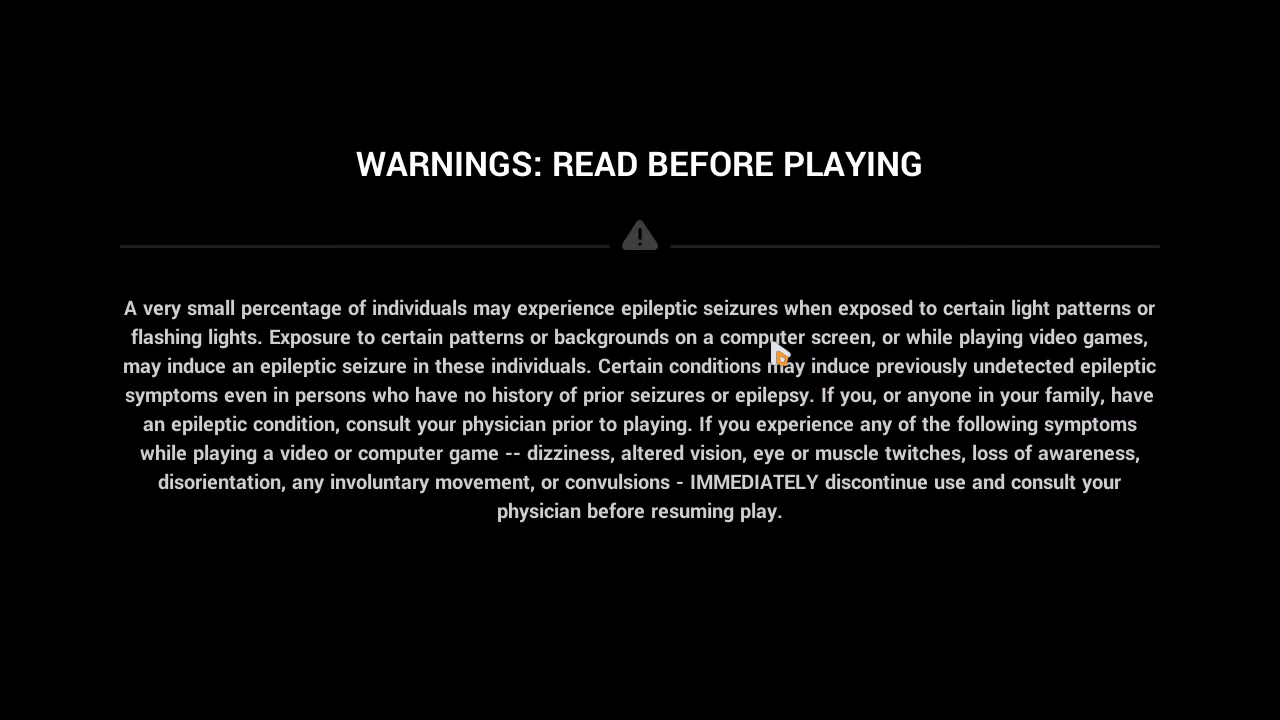 WARNINGS: READ BEFORE PLAYING
A very small percentage of individuals may experience epileptic seizures when exposed to certain light patterns or
flashing lights. Exposure to certain patterns or backgrounds on a computer screen, or while playing video games,
may induce an epileptic seizure in these individuals. Certain conditions may induce previously undetected epileptic
symptoms even in persons who have no history of prior seizures or epilepsy. If you, or anyone in your family, have
an epileptic condition, consult your physician prior to playing. If you experience any of the following symptoms
while playing a video or computer game -- dizziness, altered vision, eye or muscle twitches, loss of awareness,
disorientation, any involuntary movement, or convulsions - IMMEDIATELY discontinue use and consult your
physician before resuming play.